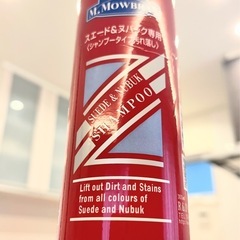 M.MOWBR
スエード&ヌバック専用
(シャンプータイプ汚れ落し)
SUEDE & NUBUK
SHAMPOO
Lift out Dirt and Stains
from all colours of
Suede and Nubuk